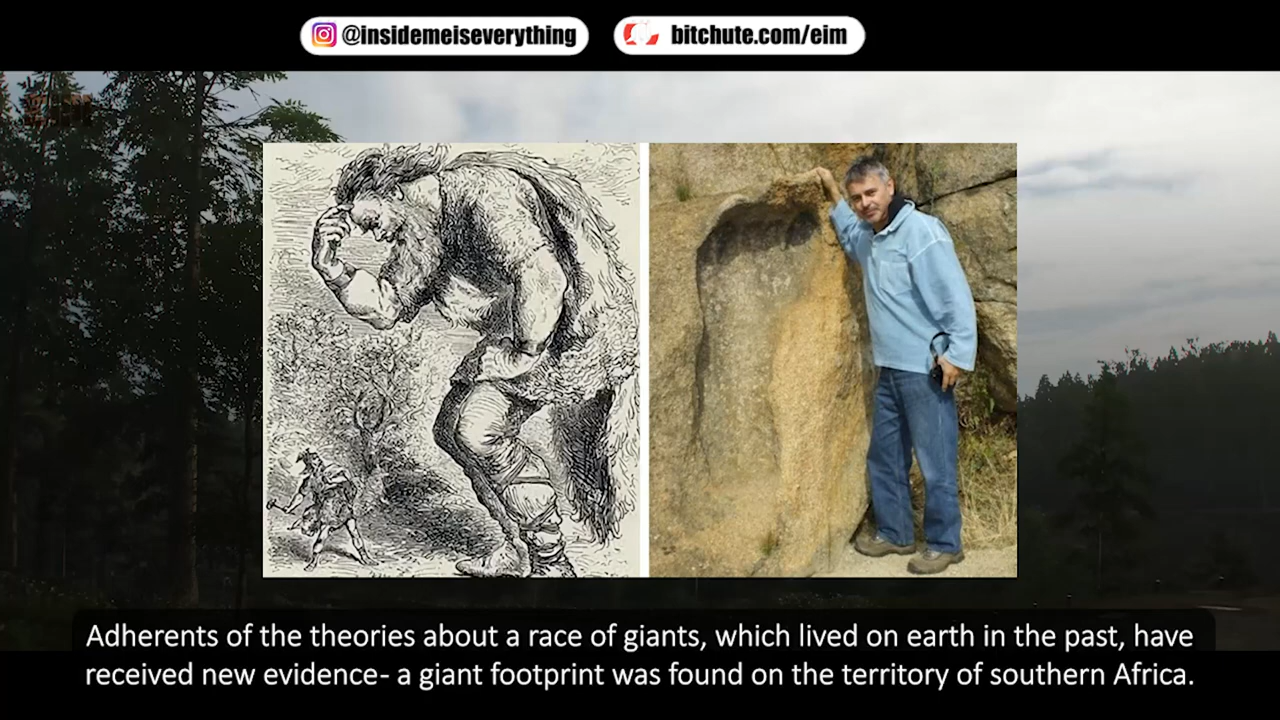 @insidemeiseverything
bitchute.com/eim
Adherents of the theories about a race of giants, which lived on earth in the past, have
received new evidence- a giant footprint was found on the territory of southern Africa.